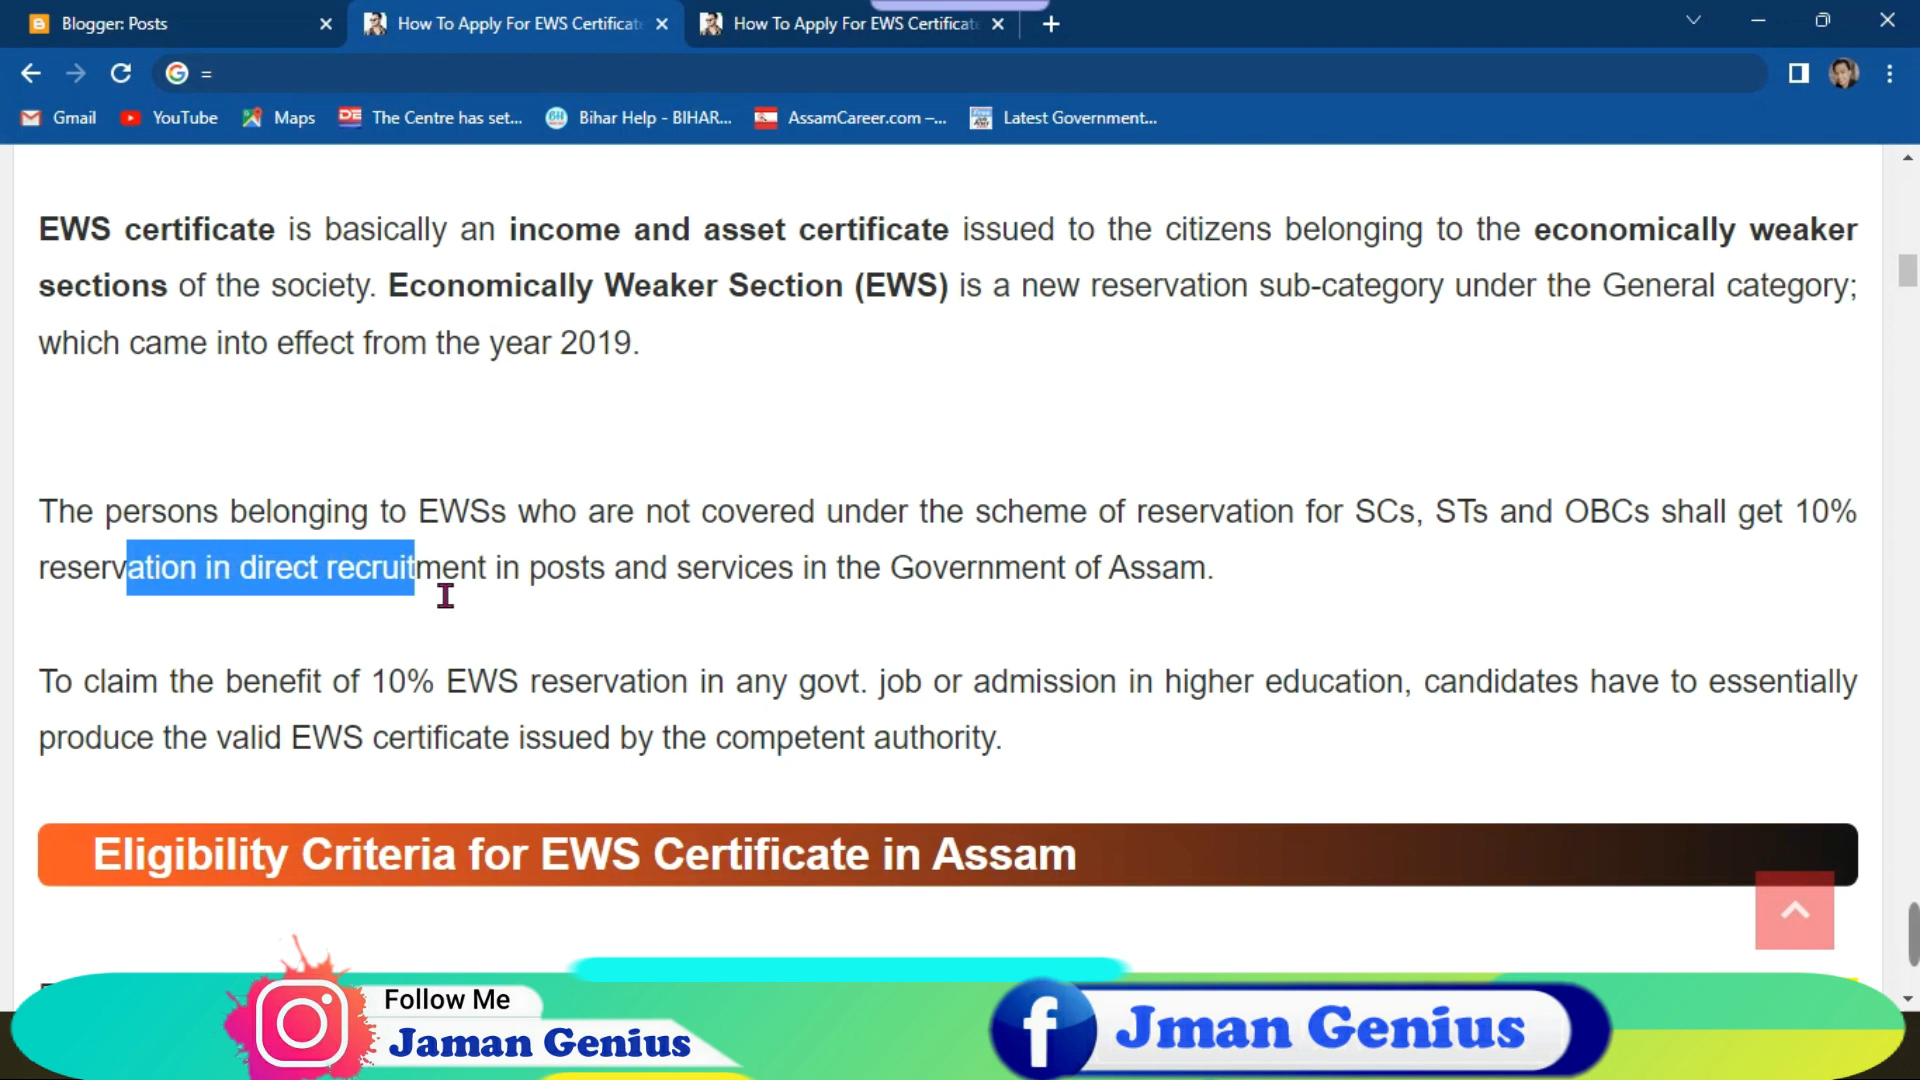 Blogger: Posts
How To Apply For EWS Certificat
How To Apply For EWS Certificat
=
Gmail
YouTube
Maps
The Centre has set...
Bihar Help - BIHAR...
AssamCareer.com –...
Latest Government...
EWS certificate is basically an income and asset certificate issued to the citizens belonging to the economically weaker
sections of the society. Economically Weaker Section (EWS) is a new reservation sub-category under the General category;
which came into effect from the year 2019.
The persons belonging to EWSs who are not covered under the scheme of reservation for SCs, STs and OBCs shall get 10%
reservation in direct recruitment in posts and services in the Government of Assam.
To claim the benefit of 10% EWS reservation in any govt. job or admission in higher education, candidates have to essentially
produce the valid EWS certificate issued by the competent authority.
Eligibility Criteria for EWS Certificate in Assam
Follow Me
Jaman Genius
Jman Genius